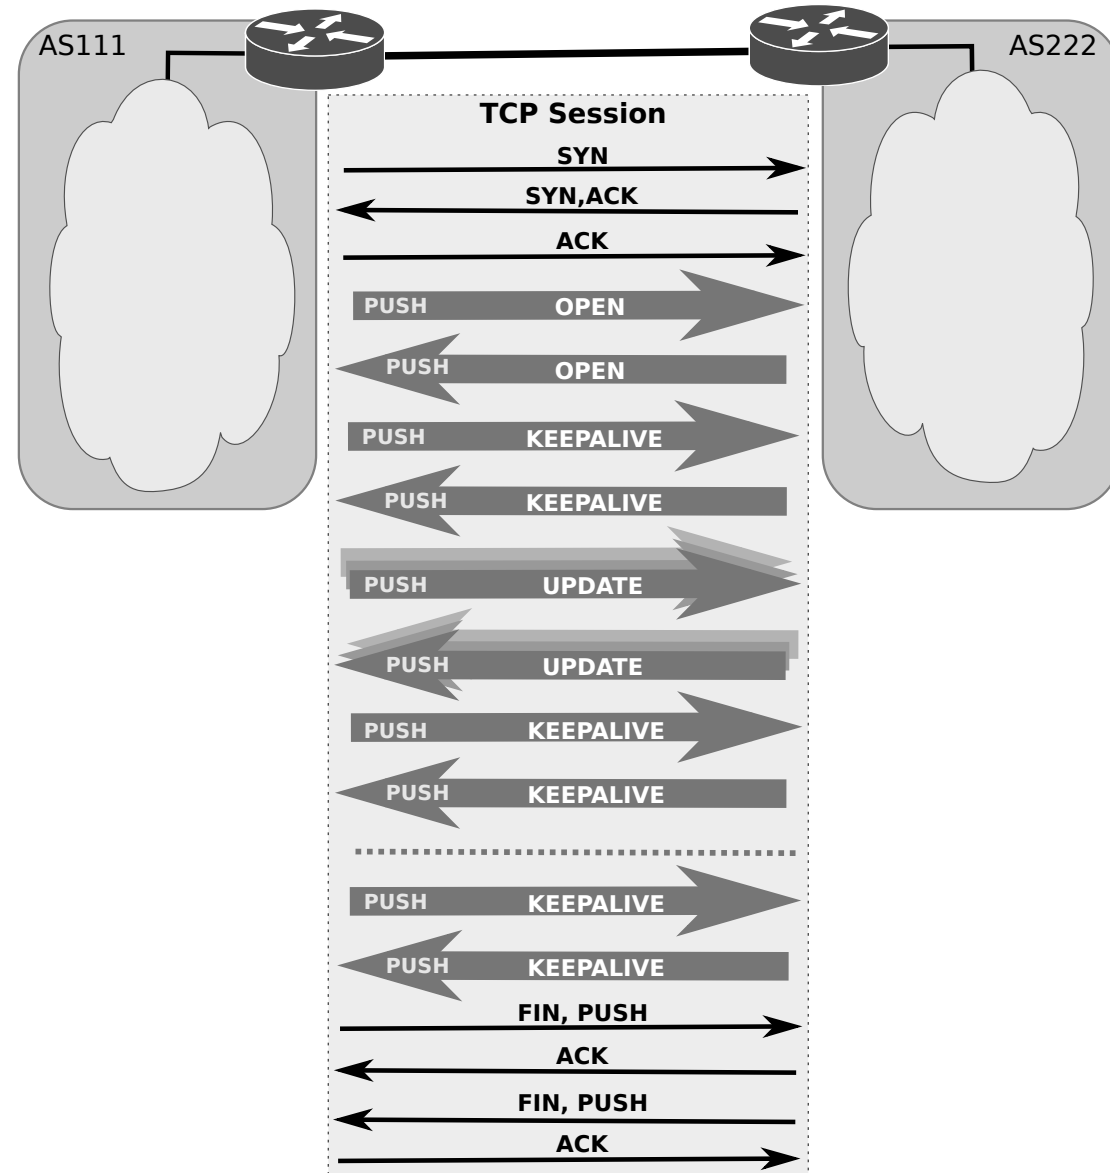 AS111
AS222
TCP Session
SYN
SYN,ACK
ACK
PUSH OPEN
PUSH OPEN
PUSH KEEPALIVE
PUSH KEEPALIVE
PUSH UPDATE
PUSH UPDATE
PUSH KEEPALIVE
PUSH KEEPALIVE
PUSH KEEPALIVE
PUSH KEEPALIVE
FIN, PUSH
ACK
FIN, PUSH
ACK